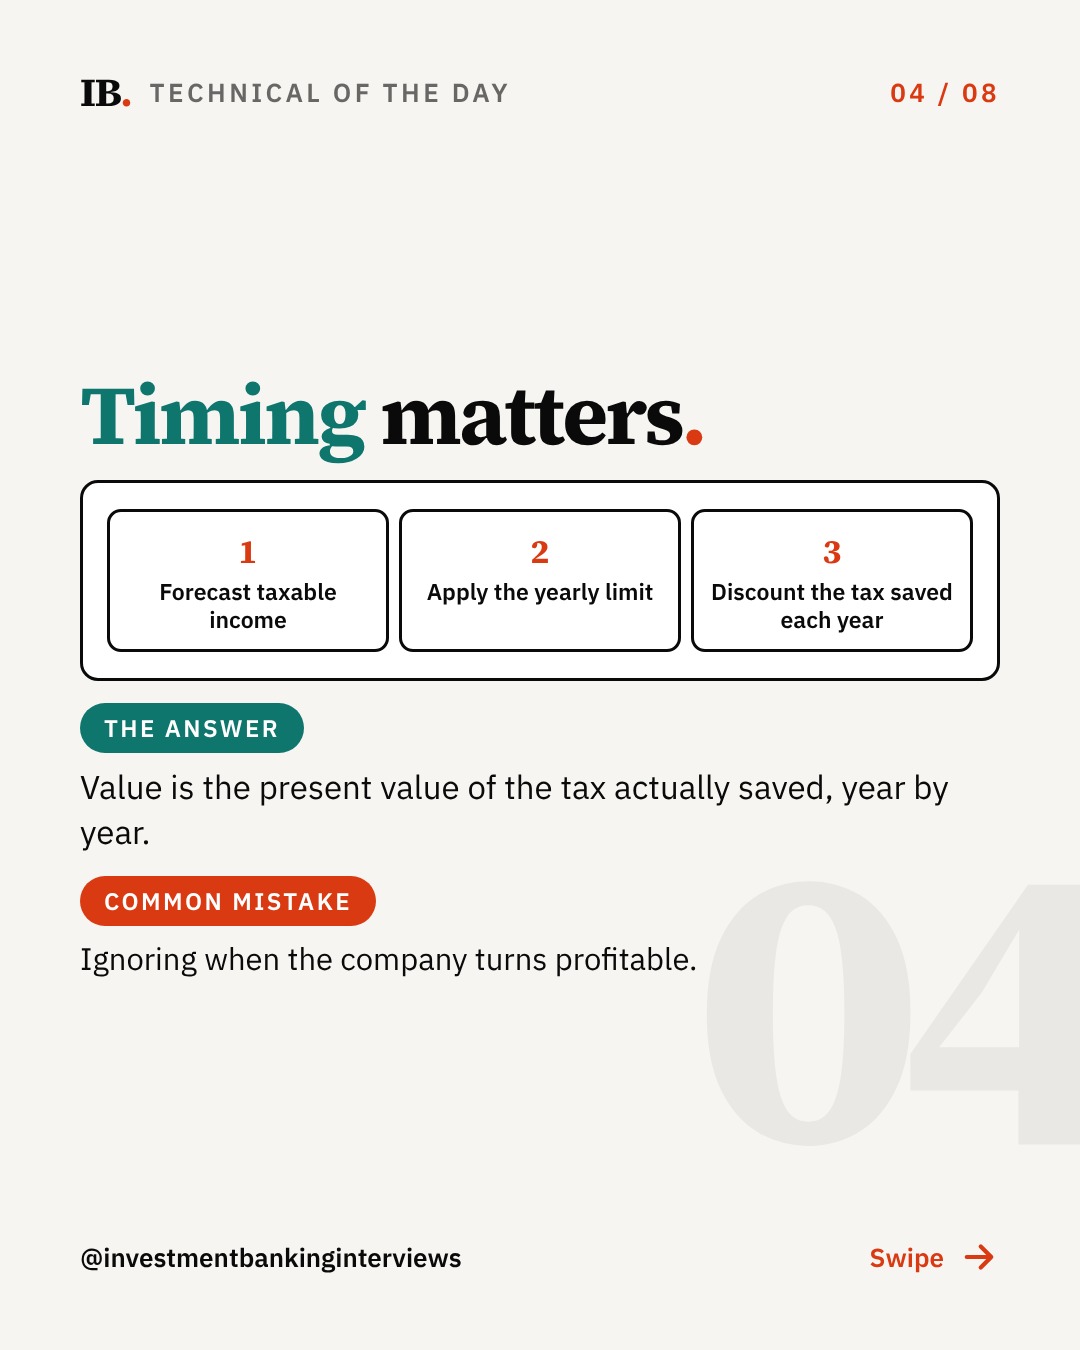 IB. TECHNICAL OF THE DAY
04 / 08
Timing matters.
1
Forecast taxable
income
2
Apply the yearly limit
3
Discount the tax saved
each year
THE ANSWER
Value is the present value of the tax actually saved, year by
year.
COMMON MISTAKE
Ignoring when the company turns profitable.
04
@investmentbankinginterviews
Swipe →